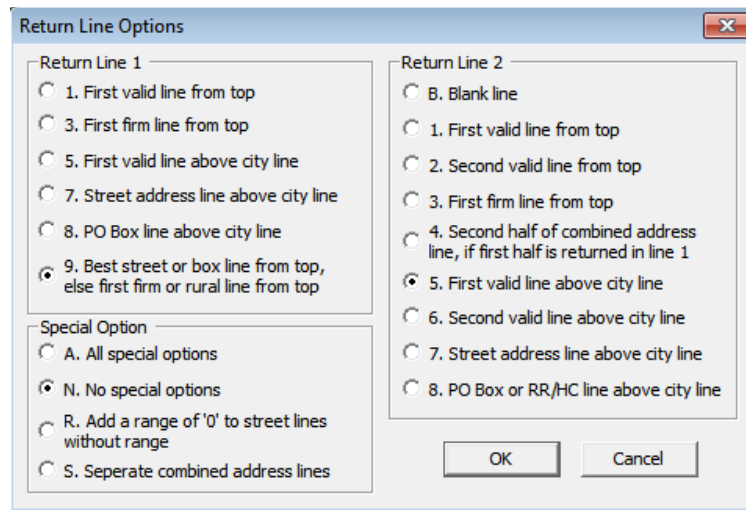 Return Line Options
Return Line 1
1. First valid line from top
3. First firm line from top
5. First valid line above city line
7. Street address line above city line
8. PO Box line above city line
9. Best street or box line from top,
else first firm or rural line from top
Special Option
A. All special options
N. No special options
R. Add a range of '0' to street lines
without range
S. Seperate combined address lines
Return Line 2
B. Blank line
1. First valid line from top
2. Second valid line from top
3. First firm line from top
4. Second half of combined address
line, if first half is returned in line 1
5. First valid line above city line
6. Second valid line above city line
7. Street address line above city line
8. PO Box or RR/HC line above city line
OK
Cancel